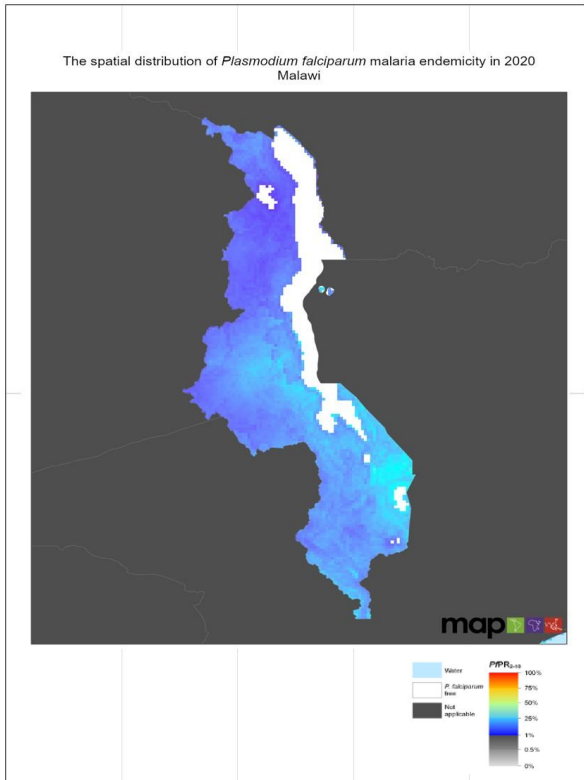 The spatial distribution of Plasmodium falciparum malaria endemicity in 2020
Malawi
map
Water
P. falciparum
free
Not
applicable
PfPR2-10
100%
75%
50%
25%
1%
0.5%
0%